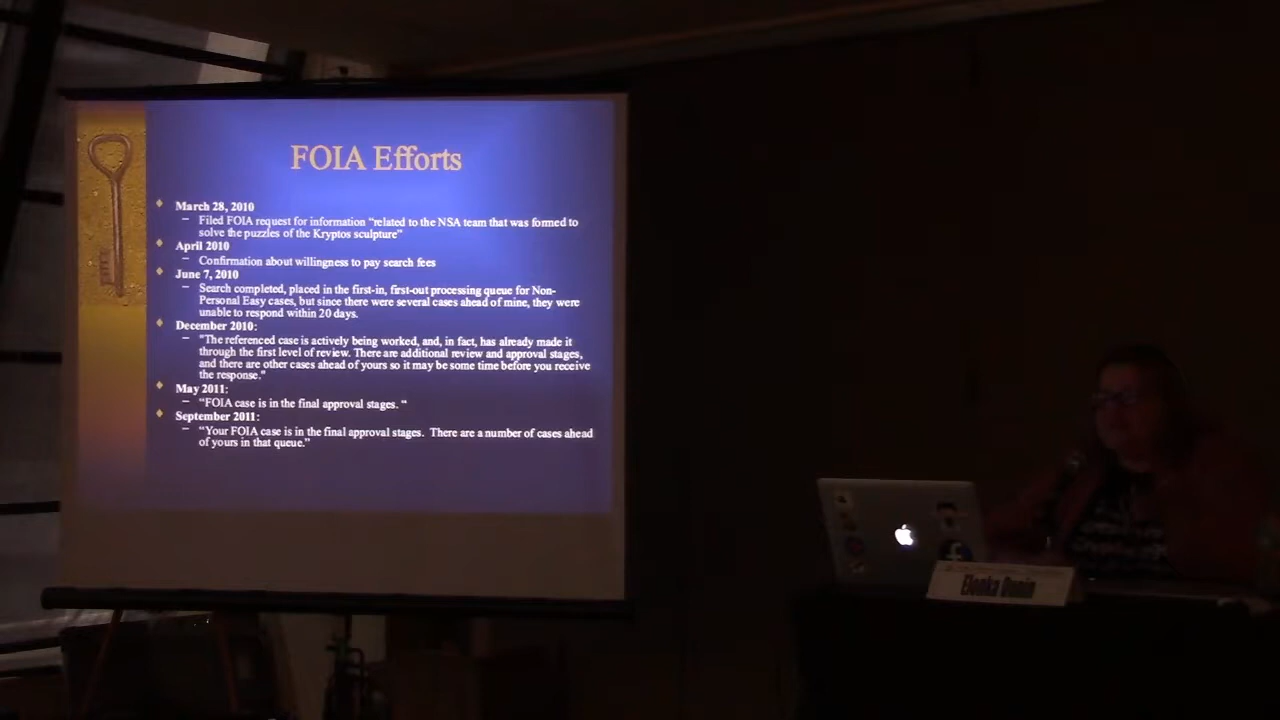 FOIA Efforts
March 28, 2010
– Filed FOIA request for information “related to the NSA team that was formed to
solve the puzzles of the Kryptos sculpture”
April 2010
– Confirmation about willingness to pay search fees
June 7, 2010
– Search completed, placed in the first-in, first-out processing queue for Non-
Personal Easy cases, but since there were several cases ahead of mine, they were
unable to respond within 20 days.
December 2010:
– "The referenced case is actively being worked, and, in fact, has already made it
through the first level of review. There are additional review and approval stages,
and there are other cases ahead of yours so it may be some time before you receive
the response."
May 2011:
– “FOIA case is in the final approval stages. “
September 2011:
– “Your FOIA case is in the final approval stages. There are a number of cases ahead
of yours in that queue.”
Elonka Dunin